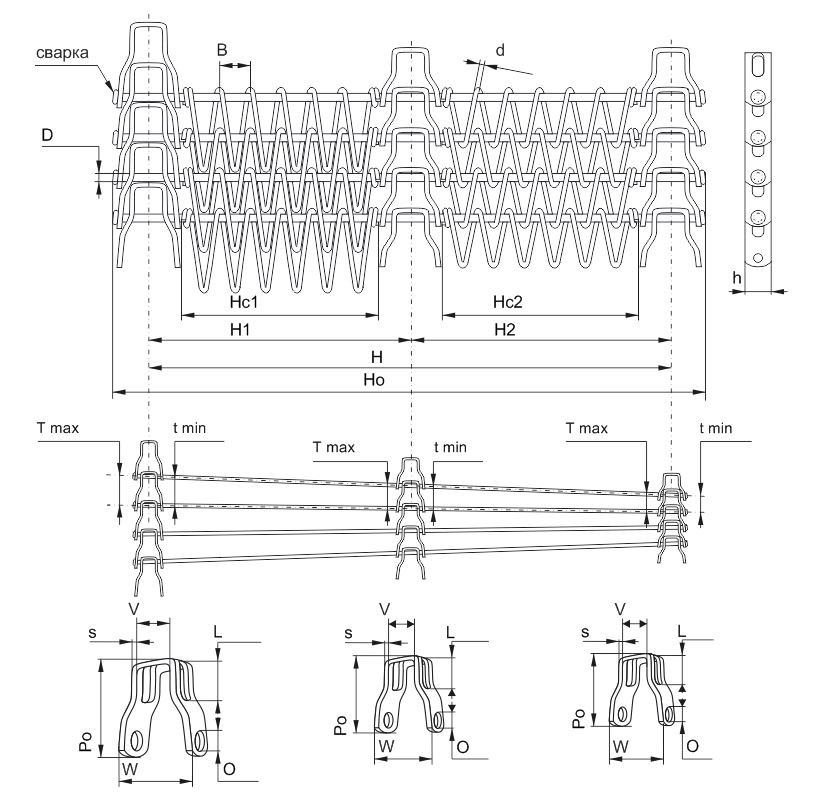 сварка
B
d
D
h
Hc1
Hc2
H1
H2
H
Ho
T max
t min
T max
t min
T max
t min
V
s
L
Po
W
O
V
s
L
Po
W
O
V
s
L
Po
W
O